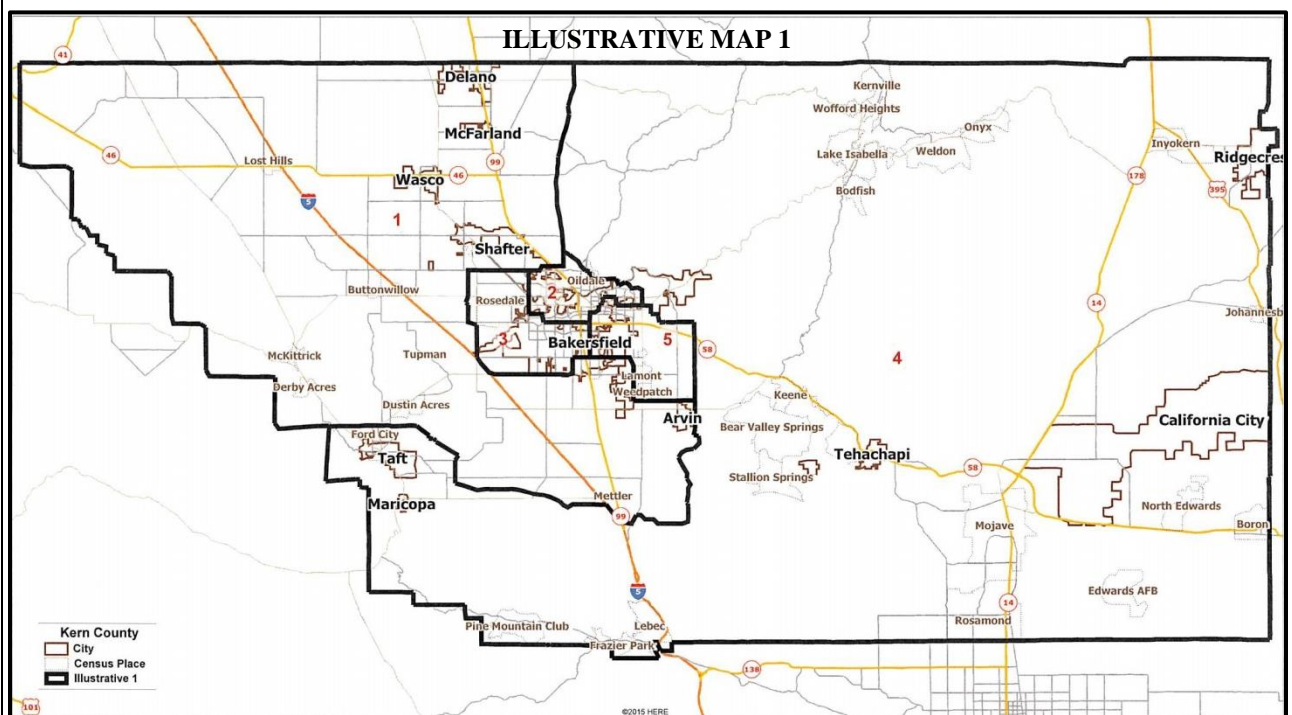 ILLUSTRATIVE MAP 1
41
Delano
Kernville
Wofford Heights
McFarland
Onyx
46
Lost Hills
99
Lake Isabella
Weldon
Inyokern
Ridgecres
Wasco
46
178
395
Bodfish
5
1
Shafter
Oildale
Buttonwillow
Rosedale
2
14
Johannesb
3
Bakersfield
5
58
4
McKittrick
Tupman
Lamont
Derby Acres
Weedpatch
Keene
Dustin Acres
Arvin
Bear Valley Springs
California City
Ford City
Taft
Tehachapi
58
Stallion Springs
Mettler
Maricopa
99
North Edwards
Mojave
Boron
5
Edwards AFB
14
Pine Mountain Club
Lebec
Rosamond
Frazier Park
138
Kern County
City
Census Place
Illustrative 1
101
©2015 HERE